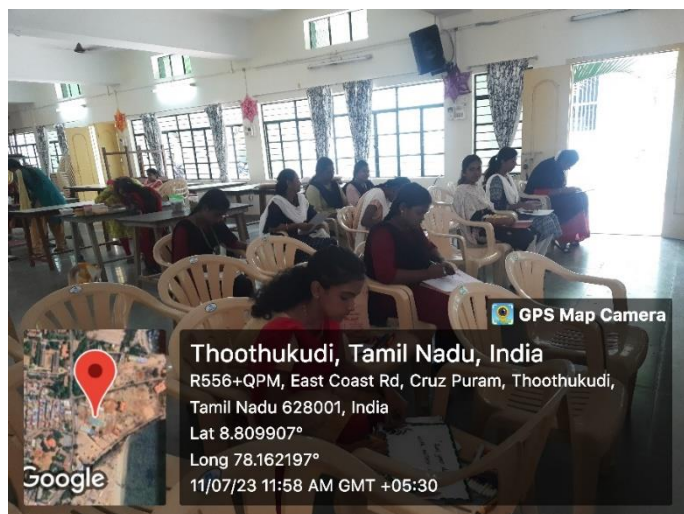 GPS Map Camera
Thoothukudi, Tamil Nadu, India
R556+QPM, East Coast Rd, Cruz Puram, Thoothukudi,
Tamil Nadu 628001, India
Lat 8.809907°
Long 78.162197°
11/07/23 11:58 AM GMT +05:30
Google